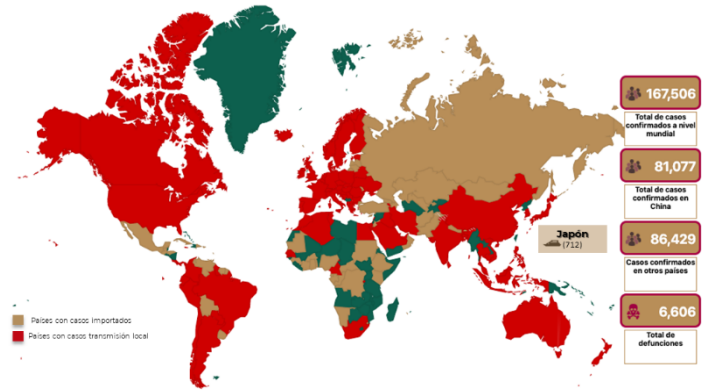 167,506
Total de casos
confirmados a nivel
mundial
81,077
Total de casos
confirmados en
China
Japón
(712)
86,429
Casos confirmados
en otros países
6,606
Total de
defunciones
Países con casos importados
Países con casos transmisión local